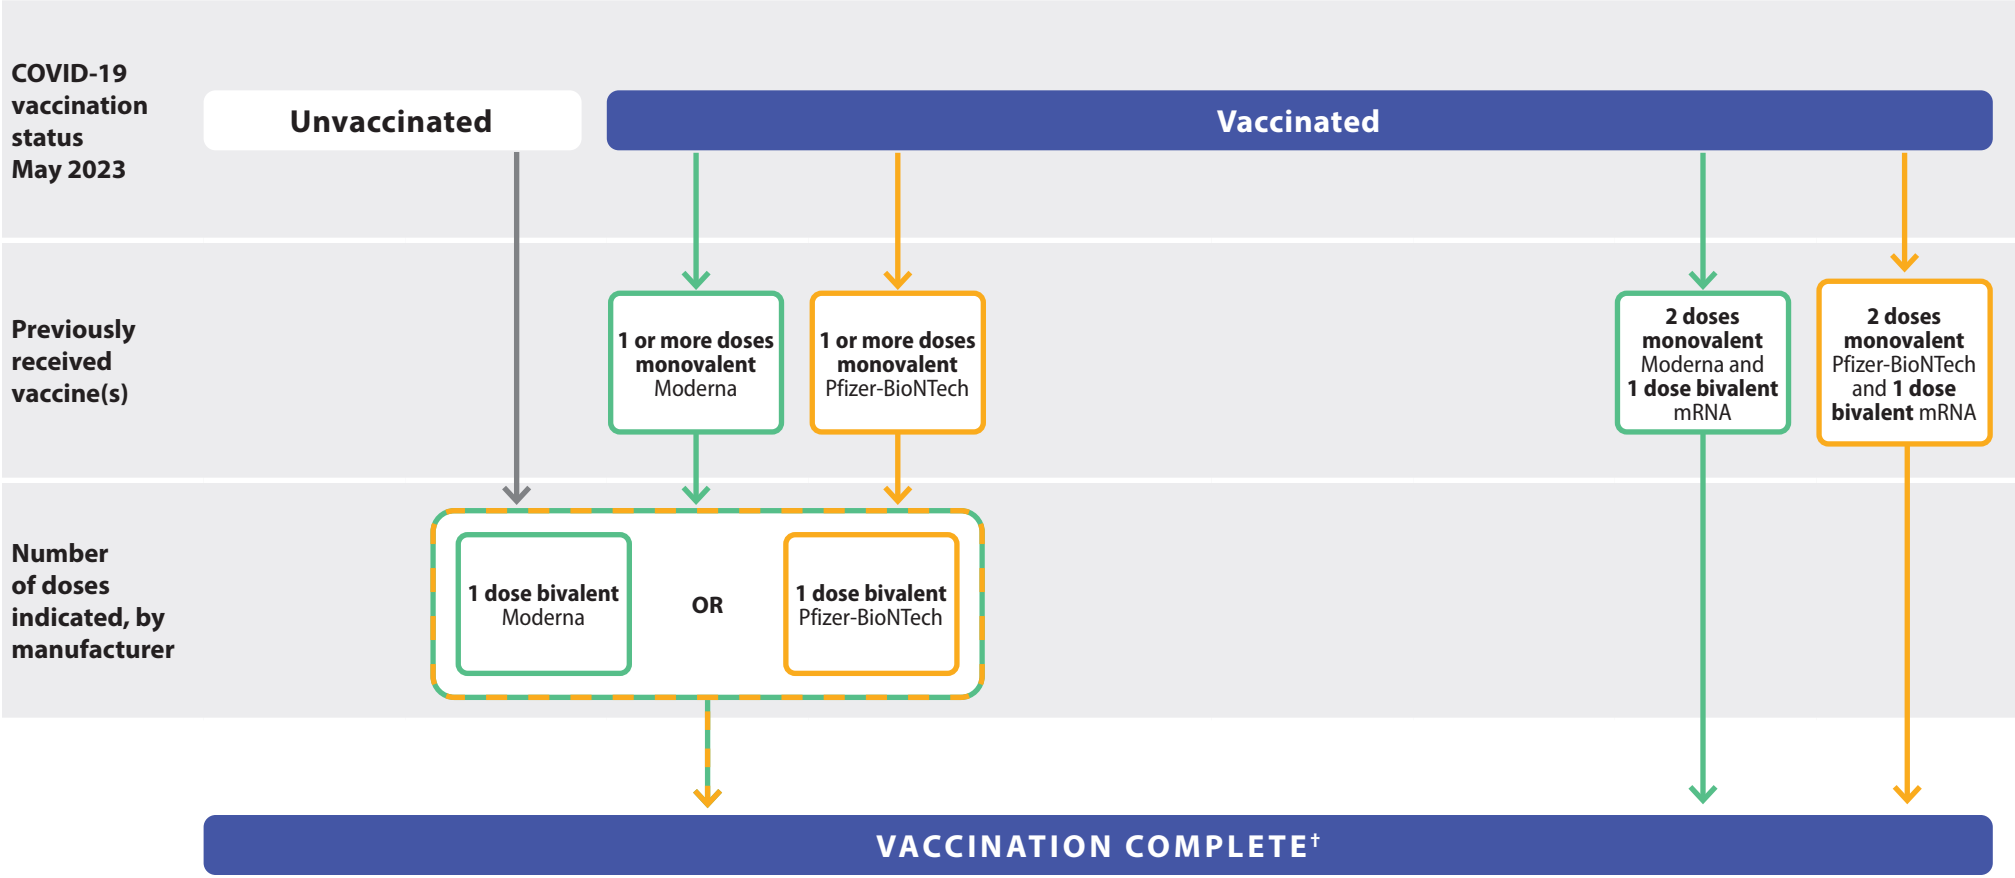 COVID-19
vaccination
status
May 2023
Unvaccinated
Vaccinated
Previously
received
vaccine(s)
1 or more doses
monovalent
Moderna
1 or more doses
monovalent
Pfizer-BioNTech
2 doses
monovalent
Moderna and
1 dose bivalent
mRNA
2 doses
monovalent
Pfizer-BioNTech
and 1 dose
bivalent mRNA
Number
of doses
indicated, by
manufacturer
1 dose bivalent
Moderna
OR
1 dose bivalent
Pfizer-BioNTech
VACCINATION COMPLETE†